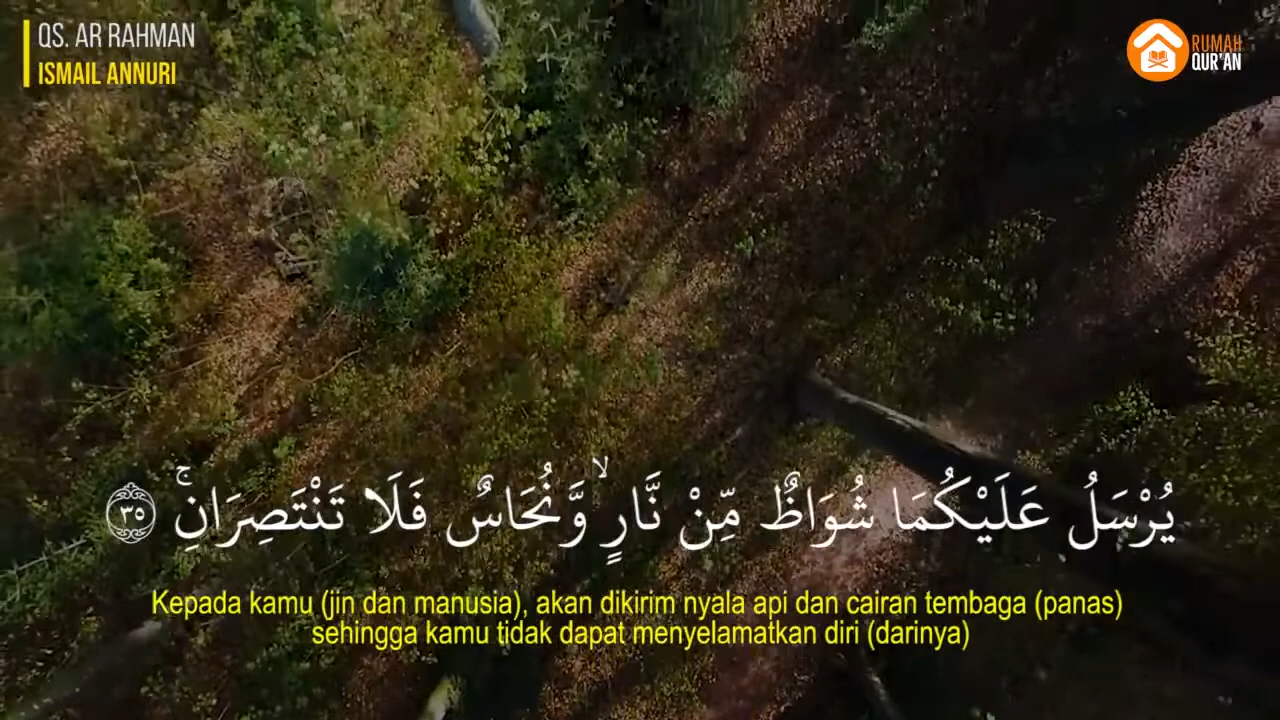 QS. AR RAHMAN
ISMAIL ANNURI
RUMAH
QUR'AN
يُرْسَلُ عَلَيْكُمَا شُوَاظٌ مِّنْ نَّارٍ ۙ وَّنُحَاسٌ فَلَا تَنْتَصِرَانِۚ ٣٥
Kepada kamu (jin dan manusia), akan dikirim nyala api dan cairan tembaga (panas)
sehingga kamu tidak dapat menyelamatkan diri (darinya)